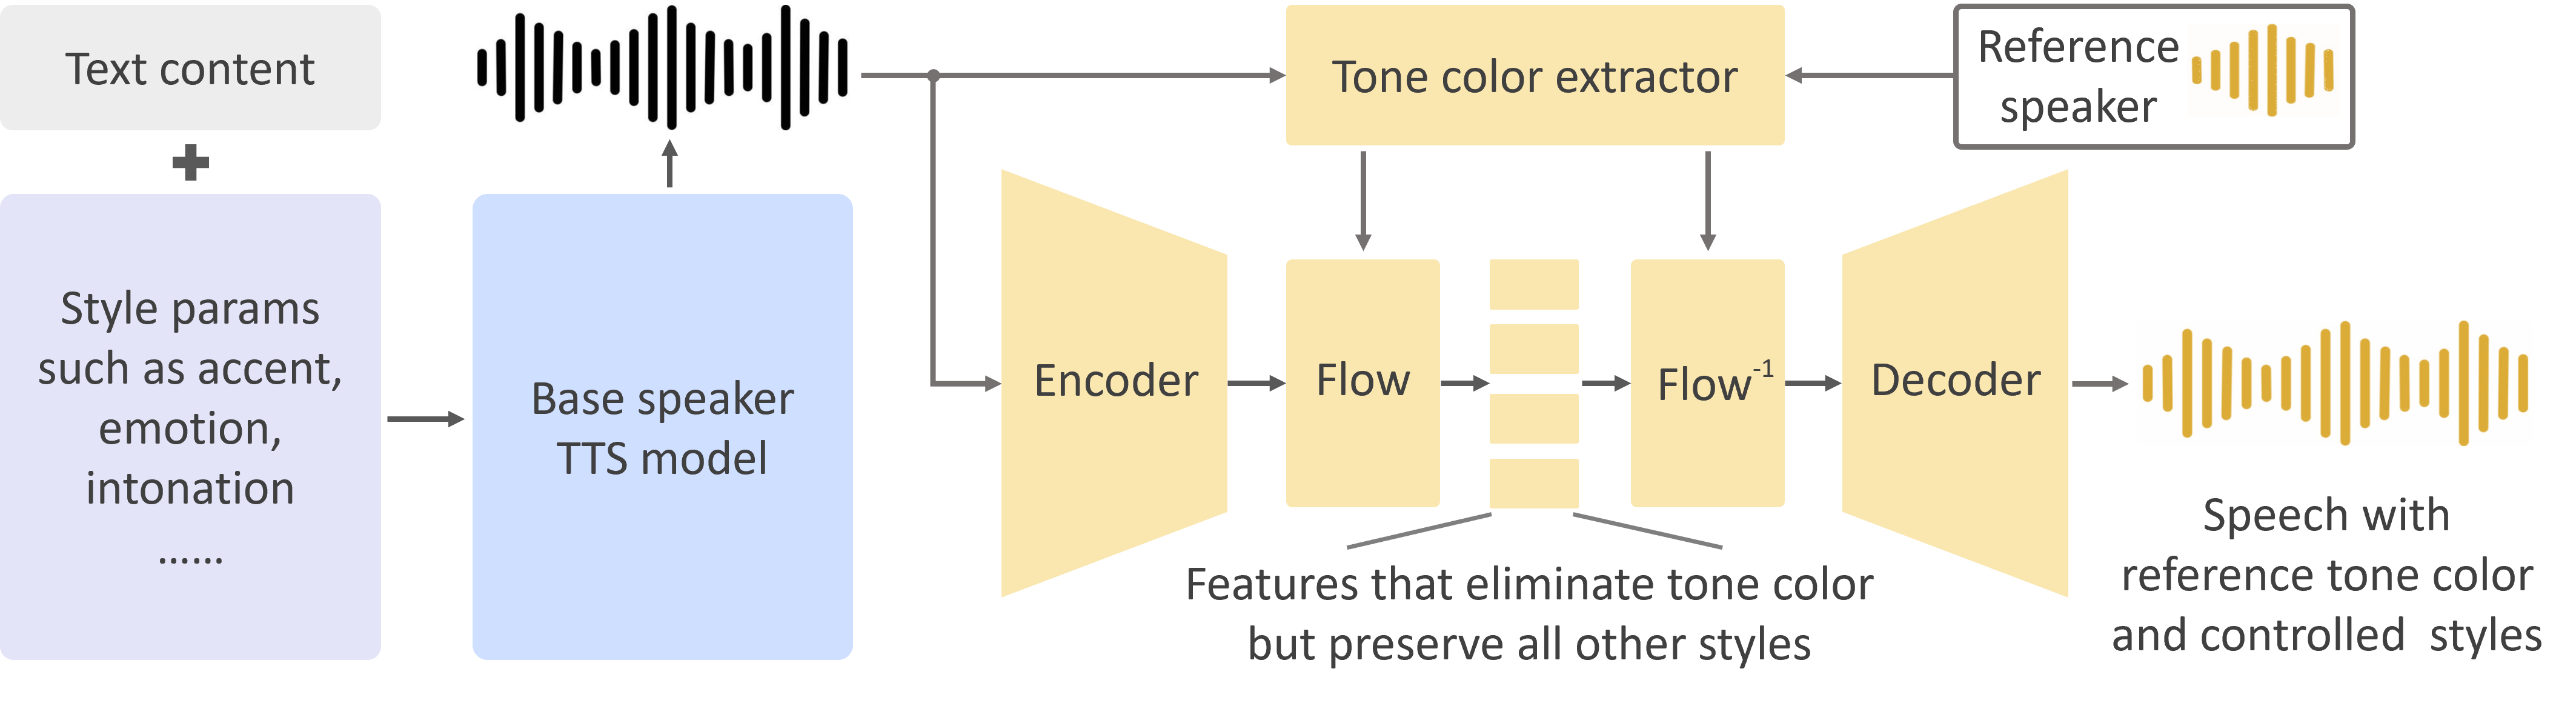 Text content
Style params
such as accent,
emotion,
intonation
......
Base speaker
TTS model
Tone color extractor
Reference
speaker
Encoder
Flow
Flow⁻¹
Decoder
Features that eliminate tone color
but preserve all other styles
Speech with
reference tone color
and controlled styles